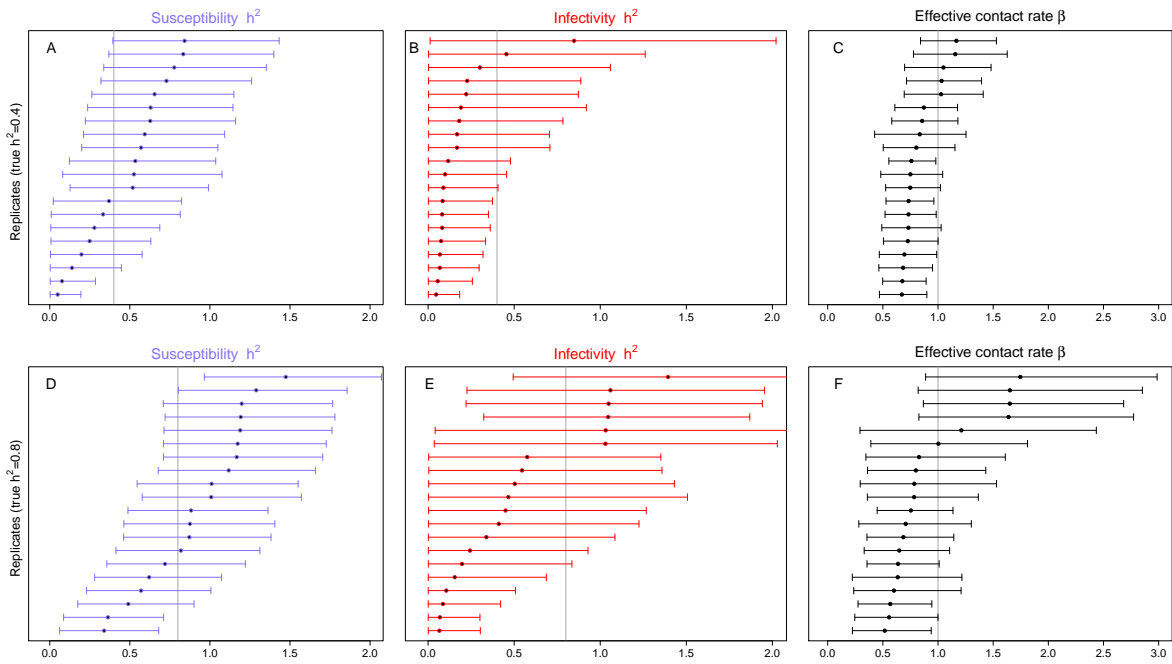 Susceptibility h²
Infectivity h²
Effective contact rate β
A
B
C
Replicates (true h²=0.4)
0.0 0.5 1.0 1.5 2.0
0.0 0.5 1.0 1.5 2.0
0.0 0.5 1.0 1.5 2.0 2.5 3.0
Susceptibility h²
Infectivity h²
Effective contact rate β
D
E
F
Replicates (true h²=0.8)
0.0 0.5 1.0 1.5 2.0
0.0 0.5 1.0 1.5 2.0
0.0 0.5 1.0 1.5 2.0 2.5 3.0